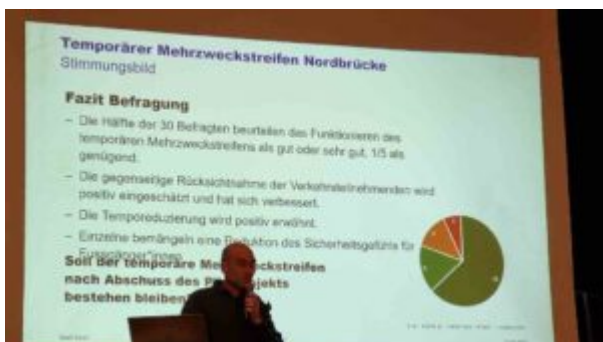 Temporärer Mehrzweckstreifen Nordbrücke
Stimmungsbild
Fazit Befragung
– Die Hälfte der 30 Befragten beurteilen das Funktionieren des
temporären Mehrzweckstreifens als gut oder sehr gut, 1/5 als
genügend.
– Die gegenseitige Rücksichtnahme der Verkehrsteilnehmenden wird
positiv eingeschätzt und hat sich verbessert.
– Die Temporeduzierung wird positiv erwähnt.
– Einzelne bemängeln eine Reduktion des Sicherheitsgefühls für
Fussgänger*innen.
Soll der temporäre
nach Abschuss des
bestehen bleiben